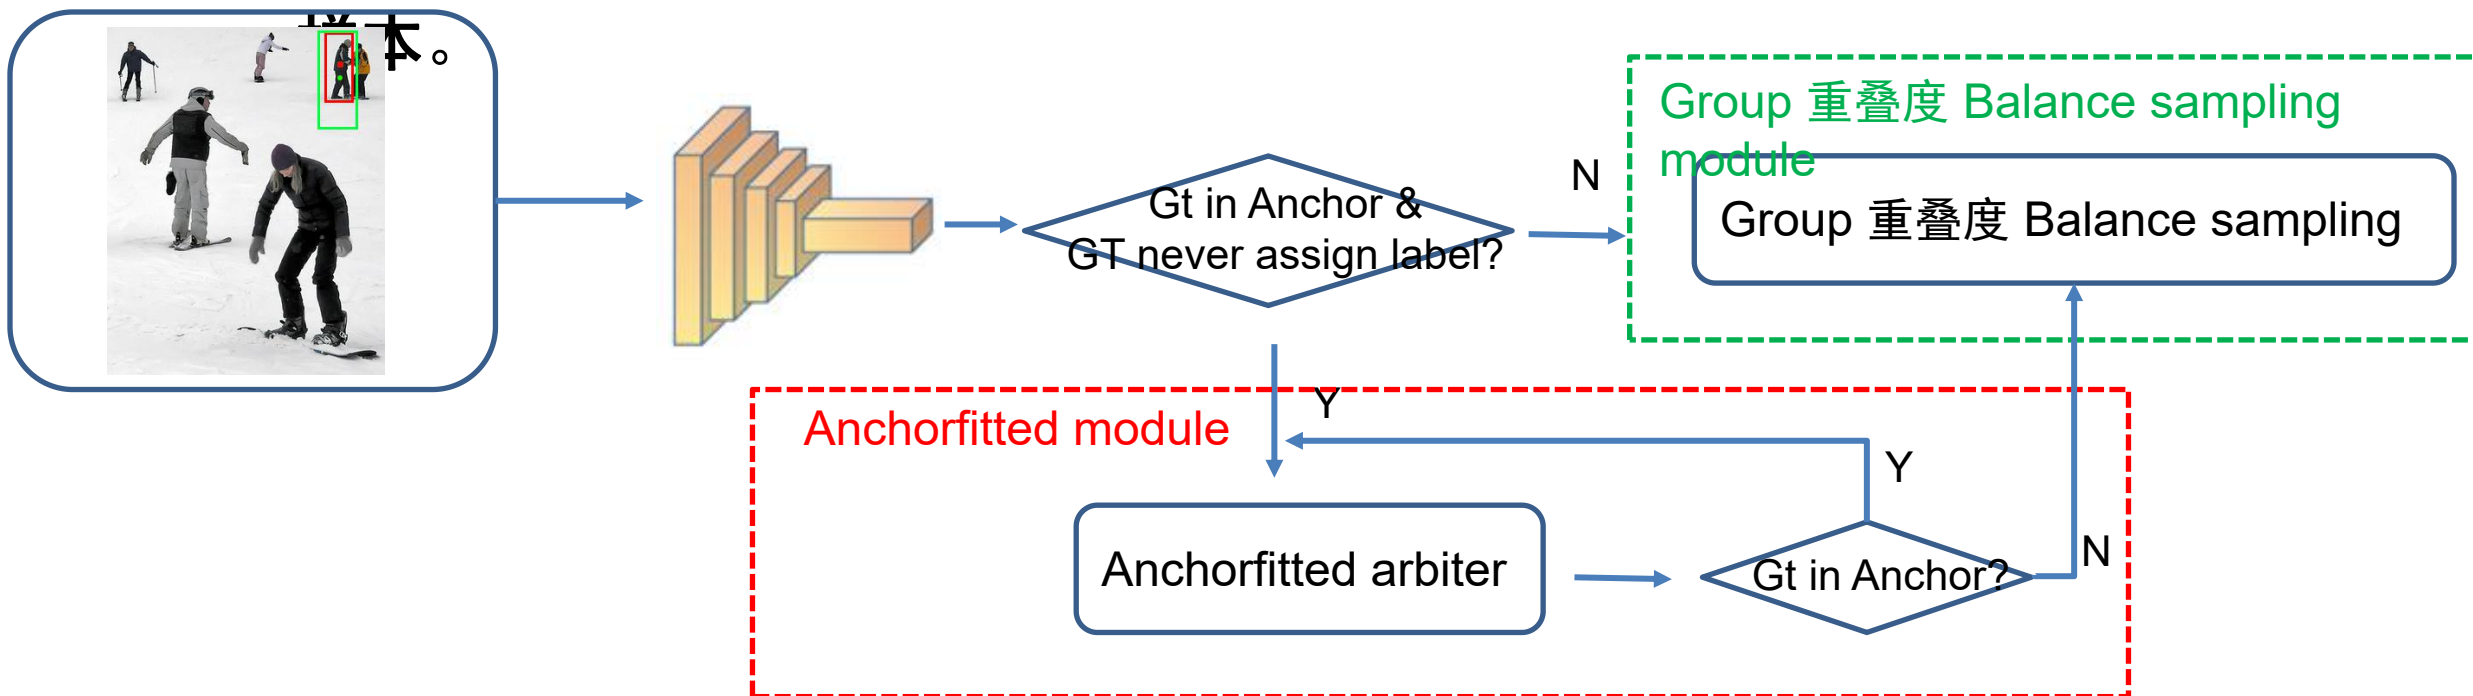 本。
Group 重叠度 Balance sampling
module
Group 重叠度 Balance sampling
N
Gt in Anchor &
GT never assign label?
Y
Anchorfitted module
Y
Anchorfitted arbiter
Gt in Anchor?
N